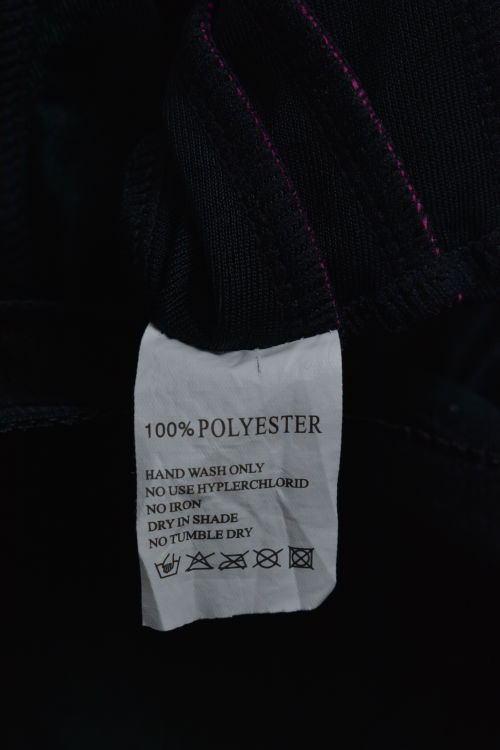 100% POLYESTER
HAND WASH ONLY
NO USE HYPLERCHLORID
NO IRON
DRY IN SHADE
NO TUMBLE DRY